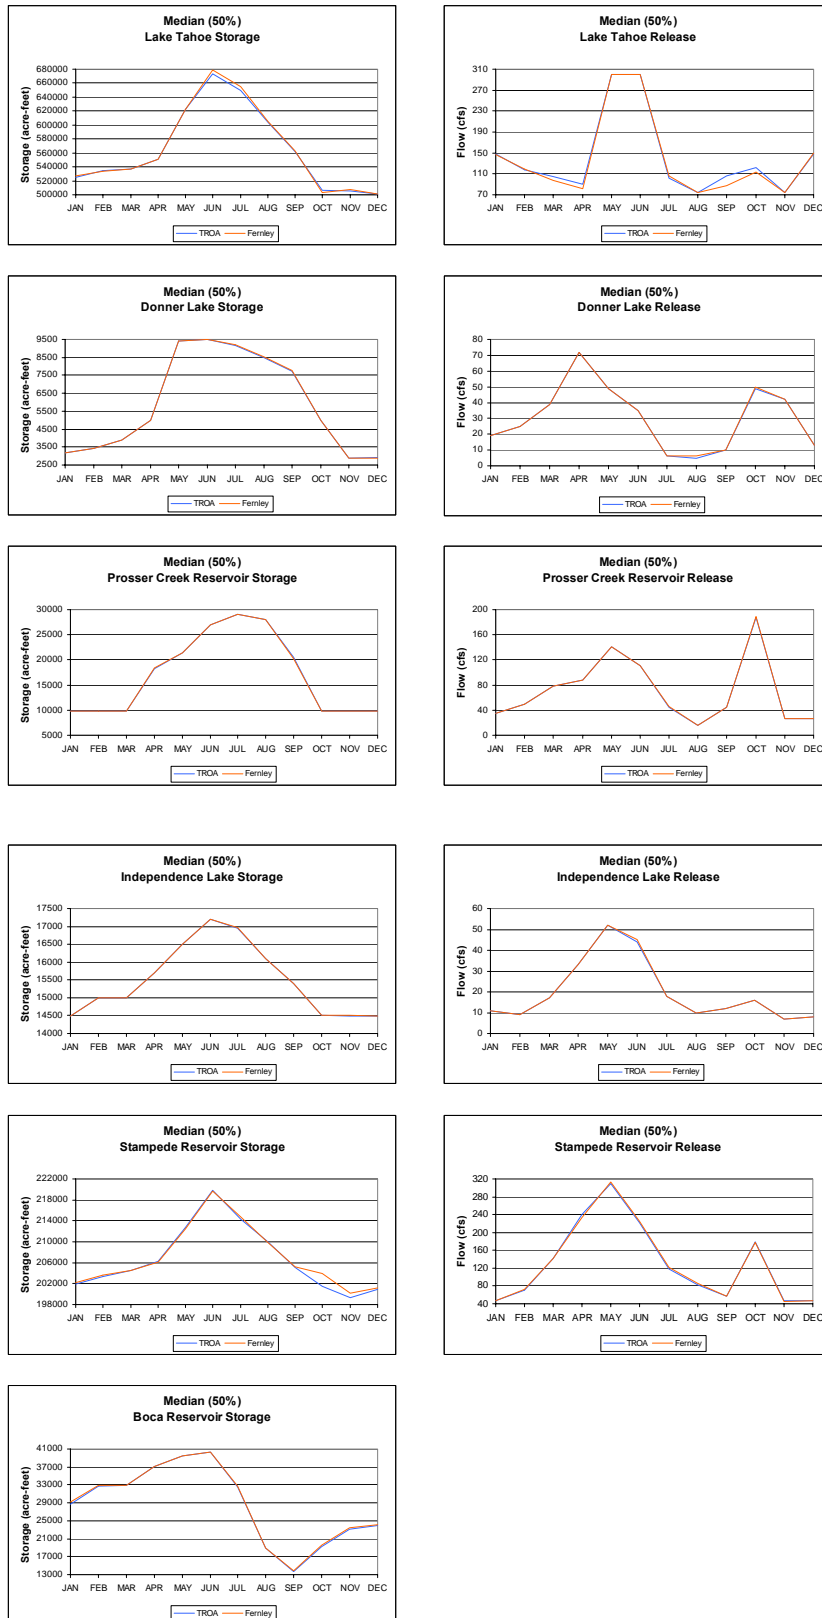 Median (50%)
Lake Tahoe Storage
Storage (acre-feet)
680000
660000
640000
620000
600000
580000
560000
540000
520000
500000
JAN FEB MAR APR MAY JUN JUL AUG SEP OCT NOV DEC
TROA Fernley
Median (50%)
Lake Tahoe Release
Flow (cfs)
310
270
230
190
150
110
70
JAN FEB MAR APR MAY JUN JUL AUG SEP OCT NOV DEC
TROA Fernley
Median (50%)
Donner Lake Storage
Storage (acre-feet)
9500
8500
7500
6500
5500
4500
3500
2500
JAN FEB MAR APR MAY JUN JUL AUG SEP OCT NOV DEC
TROA Fernley
Median (50%)
Donner Lake Release
Flow (cfs)
80
70
60
50
40
30
20
10
0
JAN FEB MAR APR MAY JUN JUL AUG SEP OCT NOV DEC
TROA Fernley
Median (50%)
Prosser Creek Reservoir Storage
Storage (acre-feet)
30000
25000
20000
15000
10000
5000
JAN FEB MAR APR MAY JUN JUL AUG SEP OCT NOV DEC
TROA Fernley
Median (50%)
Prosser Creek Reservoir Release
Flow (cfs)
200
160
120
80
40
0
JAN FEB MAR APR MAY JUN JUL AUG SEP OCT NOV DEC
TROA Fernley
Median (50%)
Independence Lake Storage
Storage (acre-feet)
17500
17000
16500
16000
15500
15000
14500
14000
JAN FEB MAR APR MAY JUN JUL AUG SEP OCT NOV DEC
TROA Fernley
Median (50%)
Independence Lake Release
Flow (cfs)
60
50
40
30
20
10
0
JAN FEB MAR APR MAY JUN JUL AUG SEP OCT NOV DEC
TROA Fernley
Median (50%)
Stampede Reservoir Storage
Storage (acre-feet)
222000
218000
214000
210000
206000
202000
198000
JAN FEB MAR APR MAY JUN JUL AUG SEP OCT NOV DEC
TROA Fernley
Median (50%)
Stampede Reservoir Release
Flow (cfs)
320
280
240
200
160
120
80
40
JAN FEB MAR APR MAY JUN JUL AUG SEP OCT NOV DEC
TROA Fernley
Median (50%)
Boca Reservoir Storage
Storage (acre-feet)
41000
37000
33000
29000
25000
21000
17000
13000
JAN FEB MAR APR MAY JUN JUL AUG SEP OCT NOV DEC
TROA Fernley